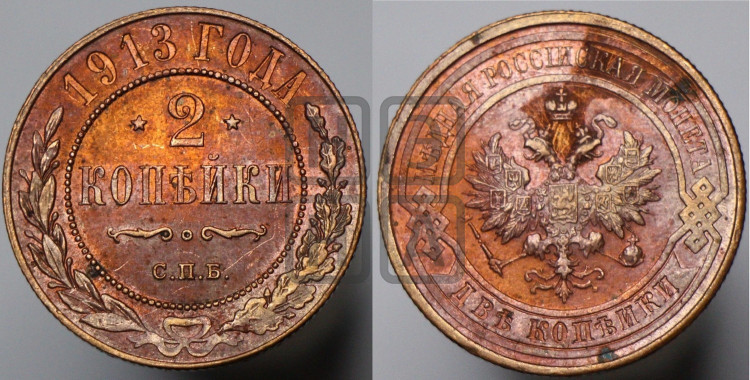 1913 ГОДА
2
КОПѢЙКИ
С.П.Б.
МѢДНАЯ РОССІЙСКАЯ МОНЕТА
ДВѢ КОПѢЙКИ